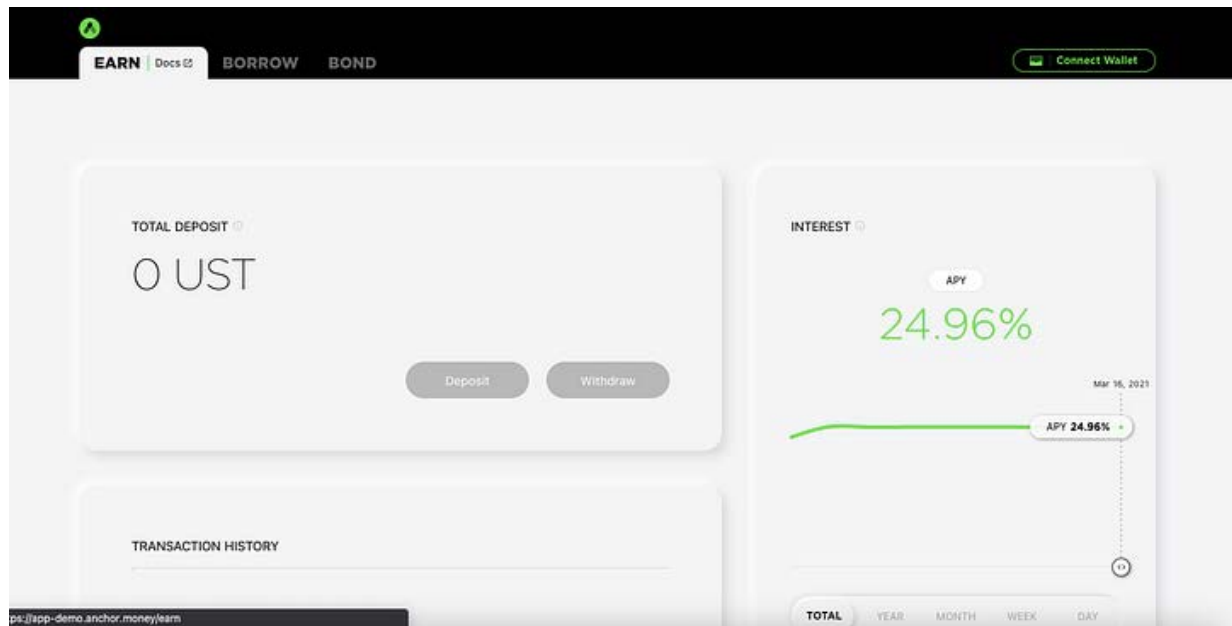 EARN | Docs
BORROW
BOND
Connect Wallet
TOTAL DEPOSIT
0 UST
Deposit
Withdraw
INTEREST
APY
24.96%
Mar 16, 2021
APY 24.96%
TRANSACTION HISTORY
TOTAL
YEAR
MONTH
WEEK
DAY
ps://app-demo.anchor.money/earn